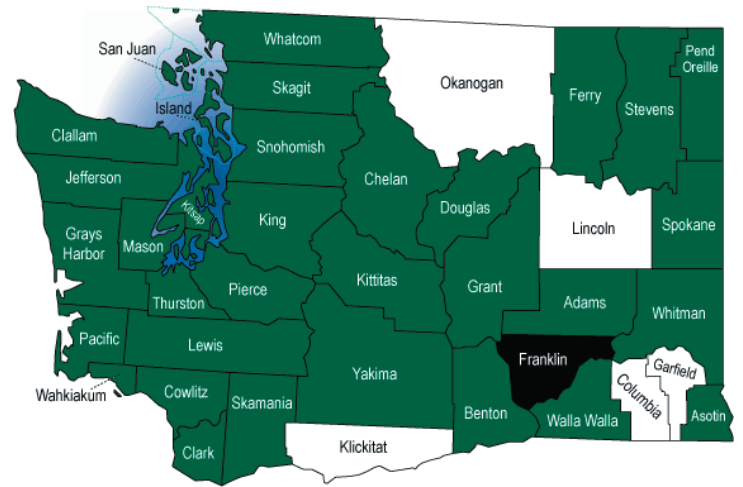 Whatcom
San Juan
Pend
Oreille
Skagit
Okanogan
Ferry
Stevens
Island
Clallam
Snohomish
Jefferson
Chelan
Kitsap
Douglas
King
Lincoln
Spokane
Grays
Harbor
Mason
Kittitas
Grant
Pierce
Thurston
Adams
Whitman
Pacific
Lewis
Franklin
Garfield
Yakima
Columbia
Wahkiakum
Cowlitz
Skamania
Benton
Walla Walla
Asotin
Klickitat
Clark